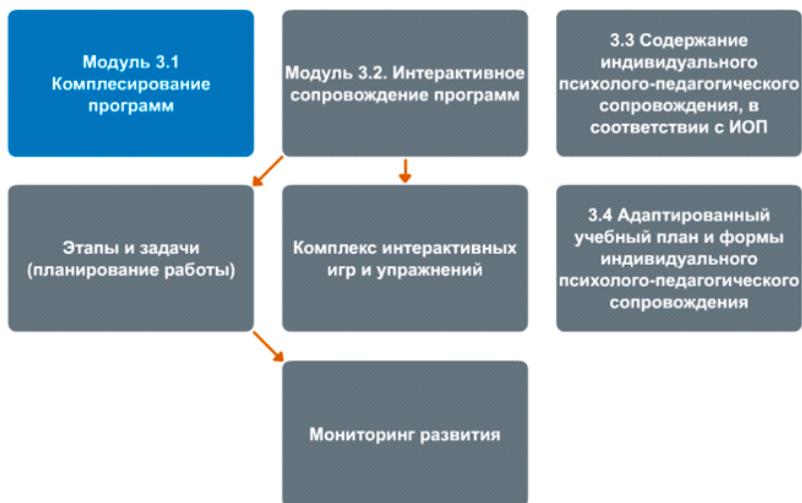 Модуль 3.1
Комплесирование
программ
Модуль 3.2. Интерактивное
сопровождение программ
3.3 Содержание
индивидуального
психолого-педагогического
сопровождения, в
соответствии с ИОП
Этапы и задачи
(планирование работы)
Комплекс интерактивных
игр и упражнений
3.4 Адаптированный
учебный план и формы
индивидуального
психолого-педагогического
сопровождения
Мониторинг развития